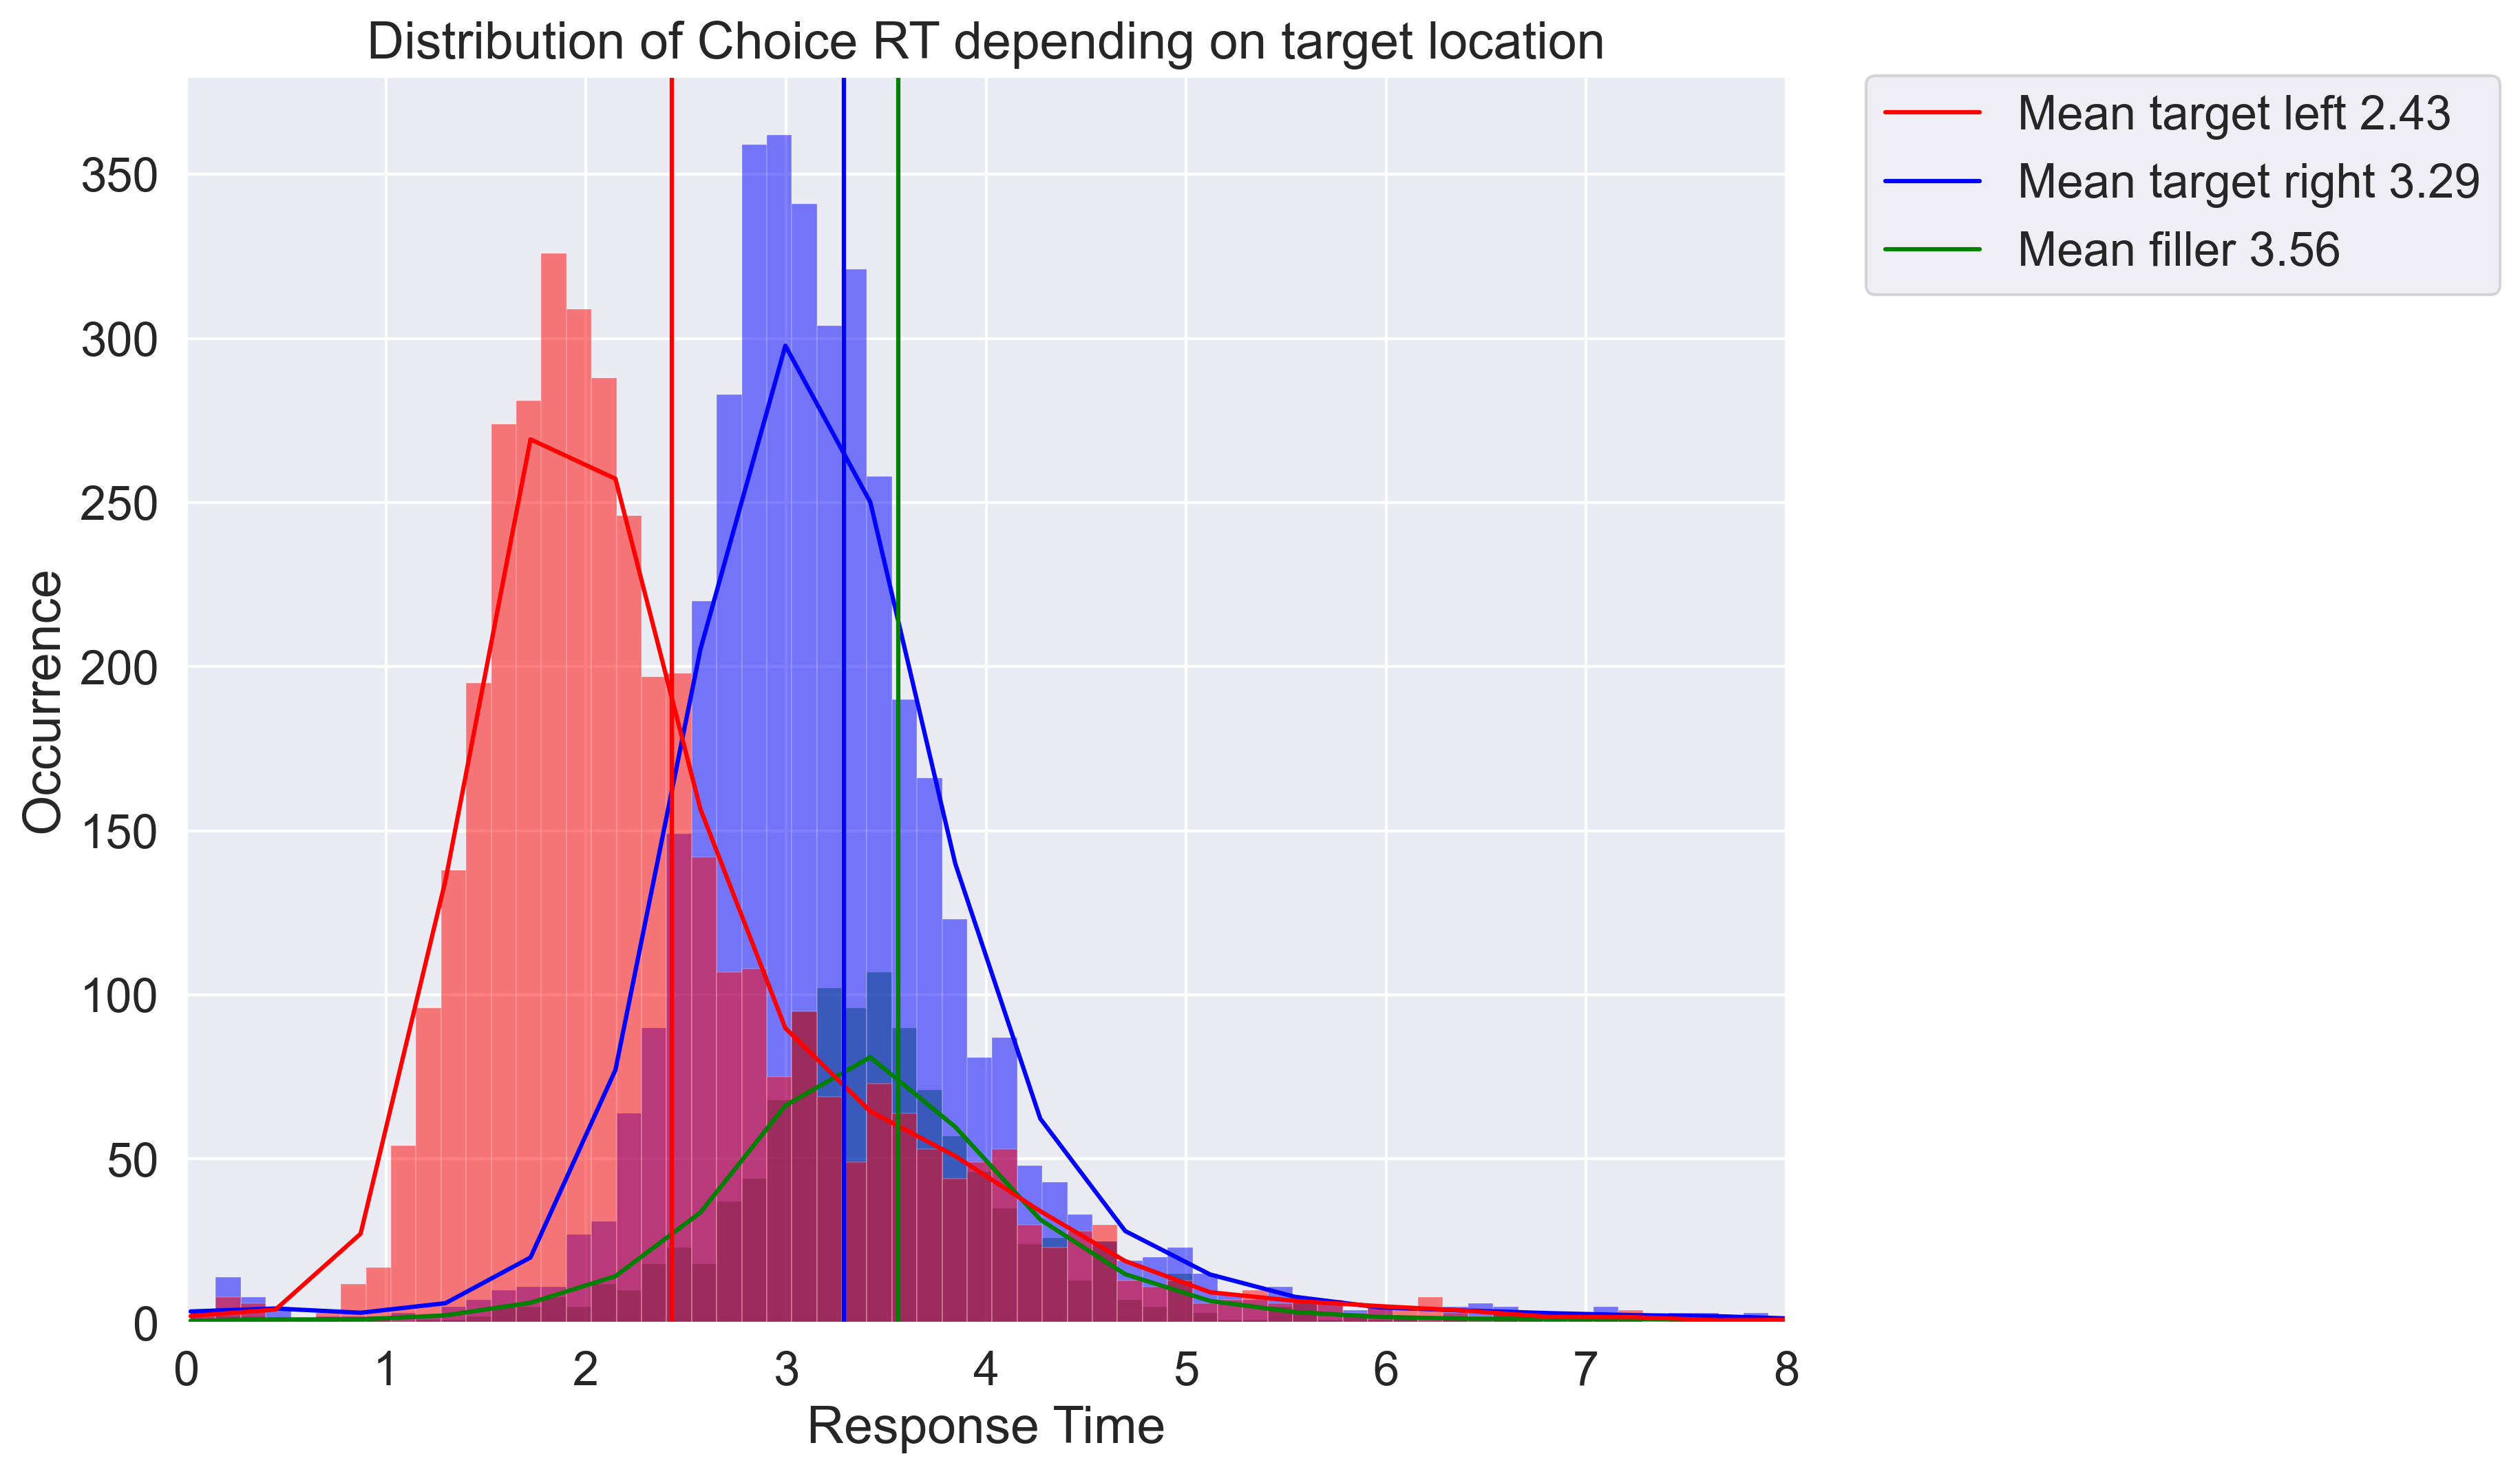 Distribution of Choice RT depending on target location
Mean target left 2.43
Mean target right 3.29
Mean filler 3.56
Occurrence
350
300
250
200
150
100
50
0
0 1 2 3 4 5 6 7 8
Response Time